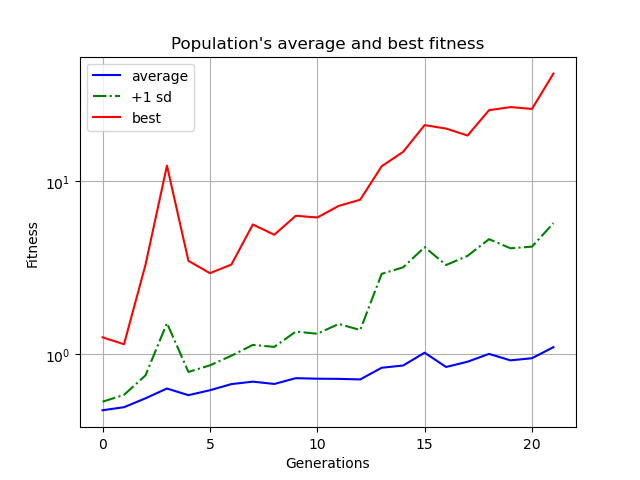 Population's average and best fitness
average
+1 sd
best
Fitness
10¹
10⁰
0 5 10 15 20
Generations